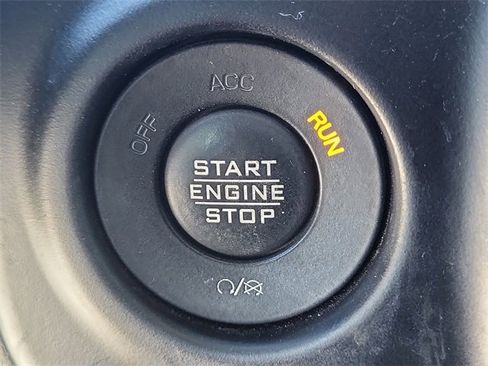 ACC
OFF
RUN
START
ENGINE
STOP